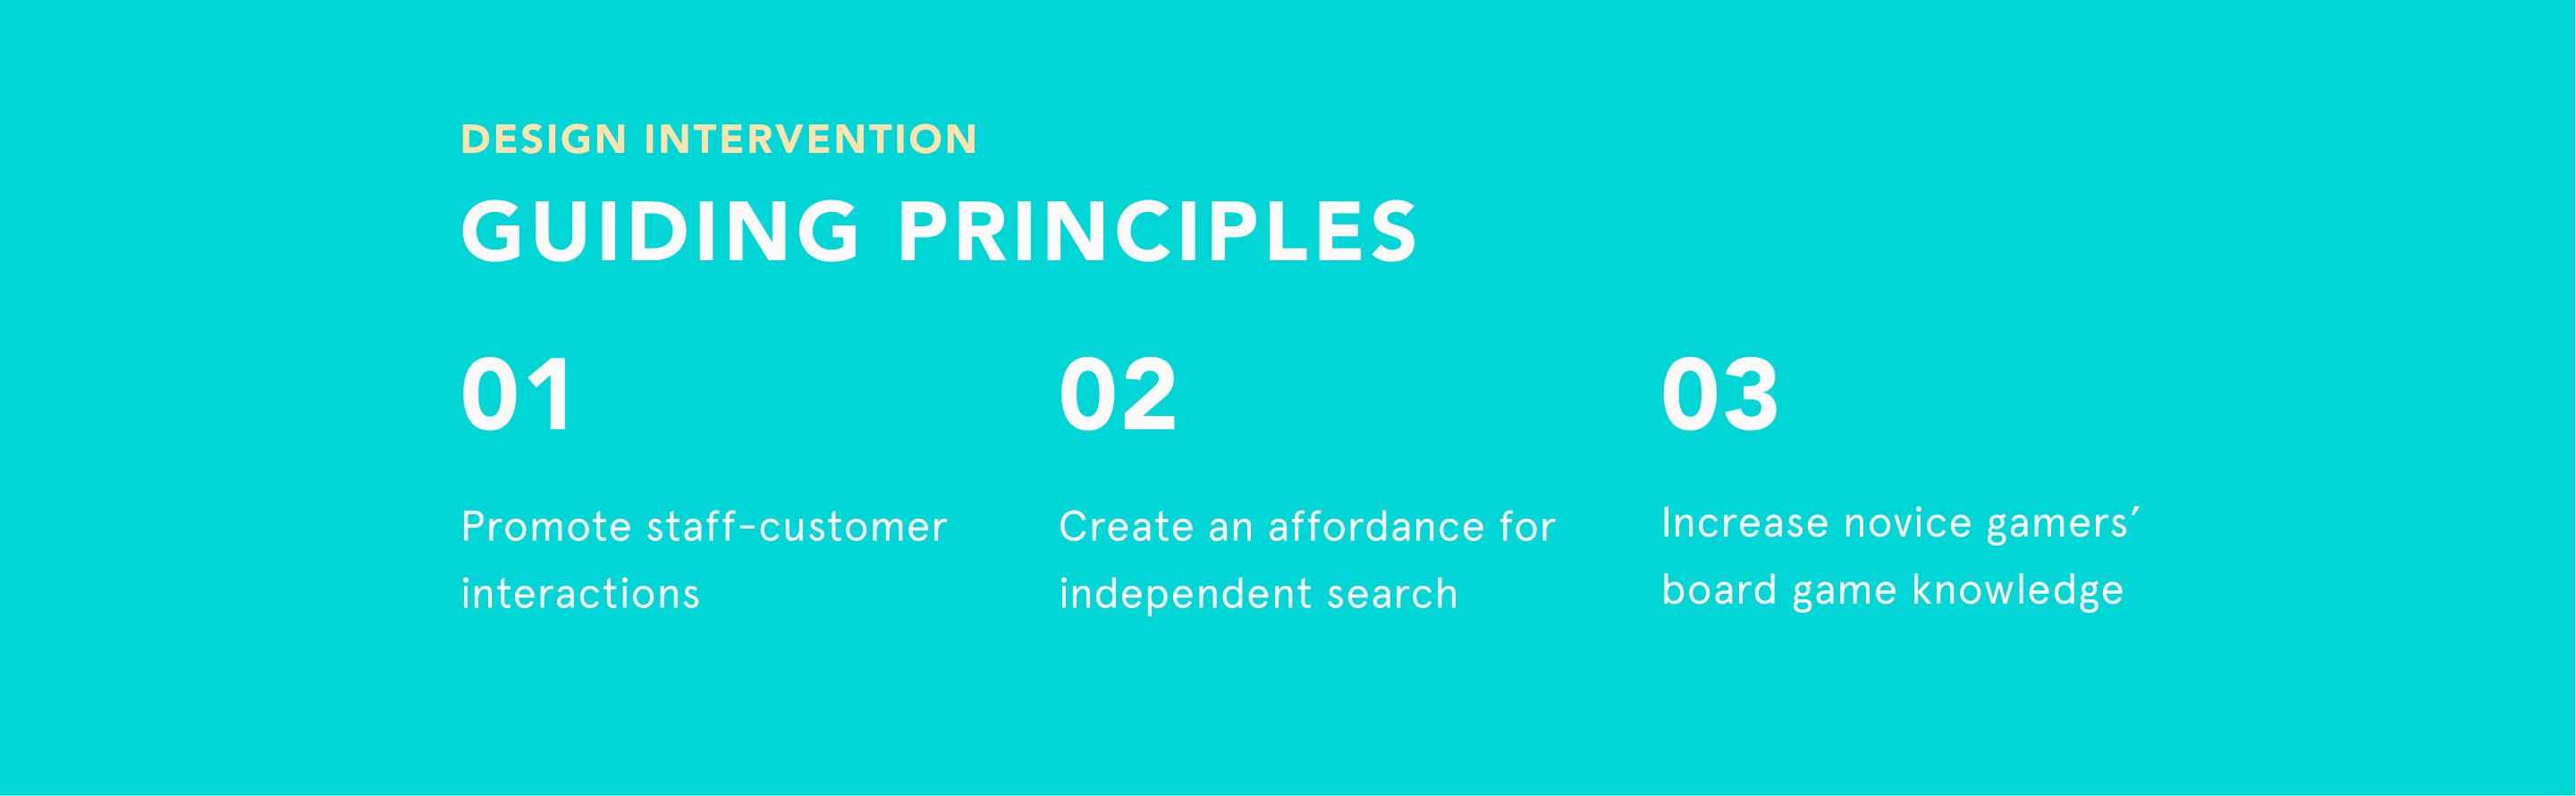 DESIGN INTERVENTION
GUIDING PRINCIPLES
01
Promote staff-customer
interactions
02
Create an affordance for
independent search
03
Increase novice gamers’
board game knowledge